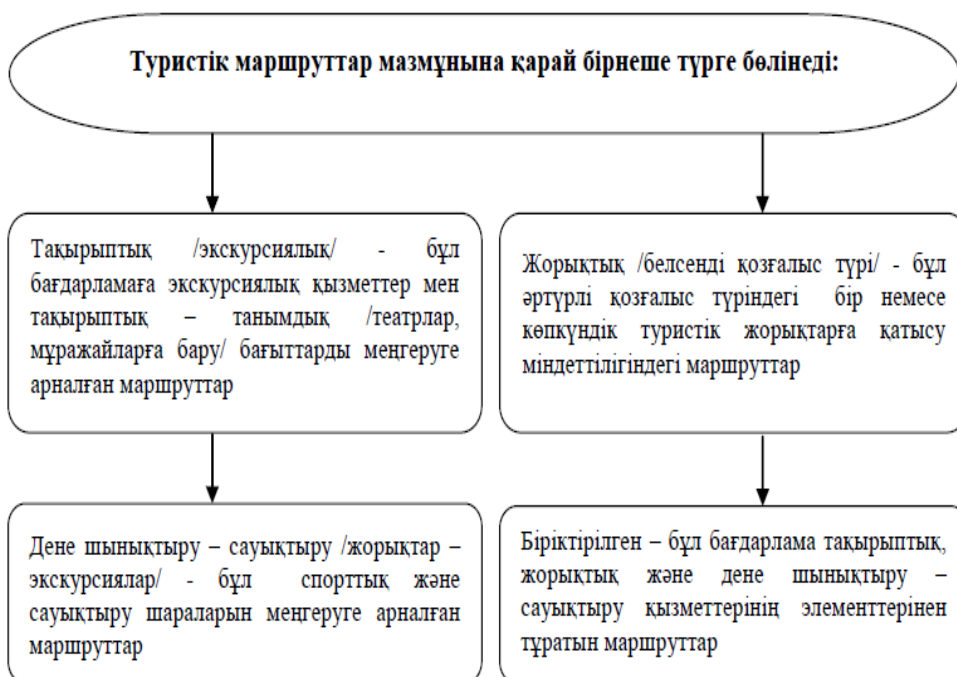 Туристік маршруттар мазмұнына қарай бірнеше түрге бөлінеді:
Тақырыптық /экскурсиялық/ - бұл
бағдарламаға экскурсиялық қызметтер мен
тақырыптық – танымдық /театрлар,
мұражайларға бару/ бағыттарды меңгеруге
арналған маршруттар
Жорықтық /белсенді қозғалыс түрі/ - бұл
әртүрлі қозғалыс түріндегі бір немесе
көпкүндік туристік жорықтарға қатысу
міндеттілігіндегі маршруттар
Дене шынықтыру – сауықтыру /жорықтар –
экскурсиялар/ - бұл спорттық және
сауықтыру шараларын меңгеруге арналған
маршруттар
Біріктірілген – бұл бағдарлама тақырыптық,
жорықтық және дене шынықтыру –
сауықтыру қызметтерінің элементтерінен
тұратын маршруттар